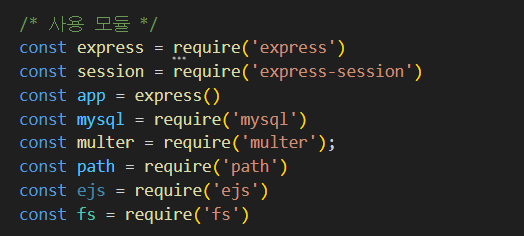 /* 사용 모듈 */
const express = require('express')
const session = require('express-session')
const app = express()
const mysql = require('mysql')
const multer = require('multer');
const path = require('path')
const ejs = require('ejs')
const fs = require('fs')